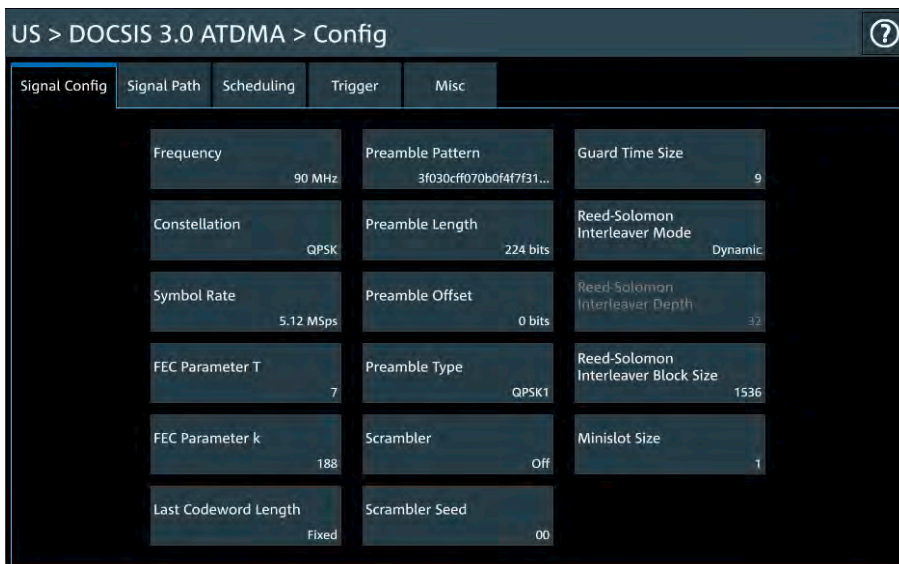 US > DOCSIS 3.0 ATDMA > Config
?
Signal Config
Signal Path
Scheduling
Trigger
Misc
Frequency
90 MHz
Preamble Pattern
3f030cff070b0f4f7f31...
Guard Time Size
9
Constellation
QPSK
Preamble Length
224 bits
Reed-Solomon
Interleaver Mode
Dynamic
Symbol Rate
5.12 MSps
Preamble Offset
0 bits
Reed-Solomon
Interleaver Depth
32
FEC Parameter T
7
Preamble Type
QPSK1
Reed-Solomon
Interleaver Block Size
1536
FEC Parameter k
188
Scrambler
Off
Minislot Size
1
Last Codeword Length
Fixed
Scrambler Seed
00